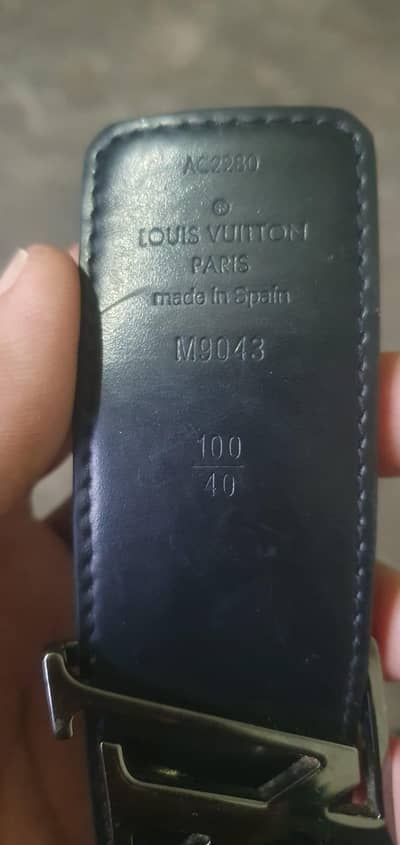 AC2280
®
LOUIS VUITTON
PARIS
made in Spain
M9043
100
40